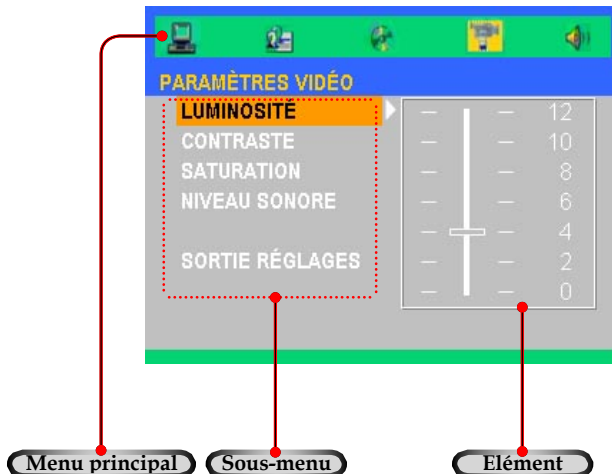 PARAMÈTRES VIDÉO
LUMINOSITÉ
CONTRASTE
SATURATION
NIVEAU SONORE
SORTIE RÉGLAGES
12
10
8
6
4
2
0
Menu principal
Sous-menu
Elément